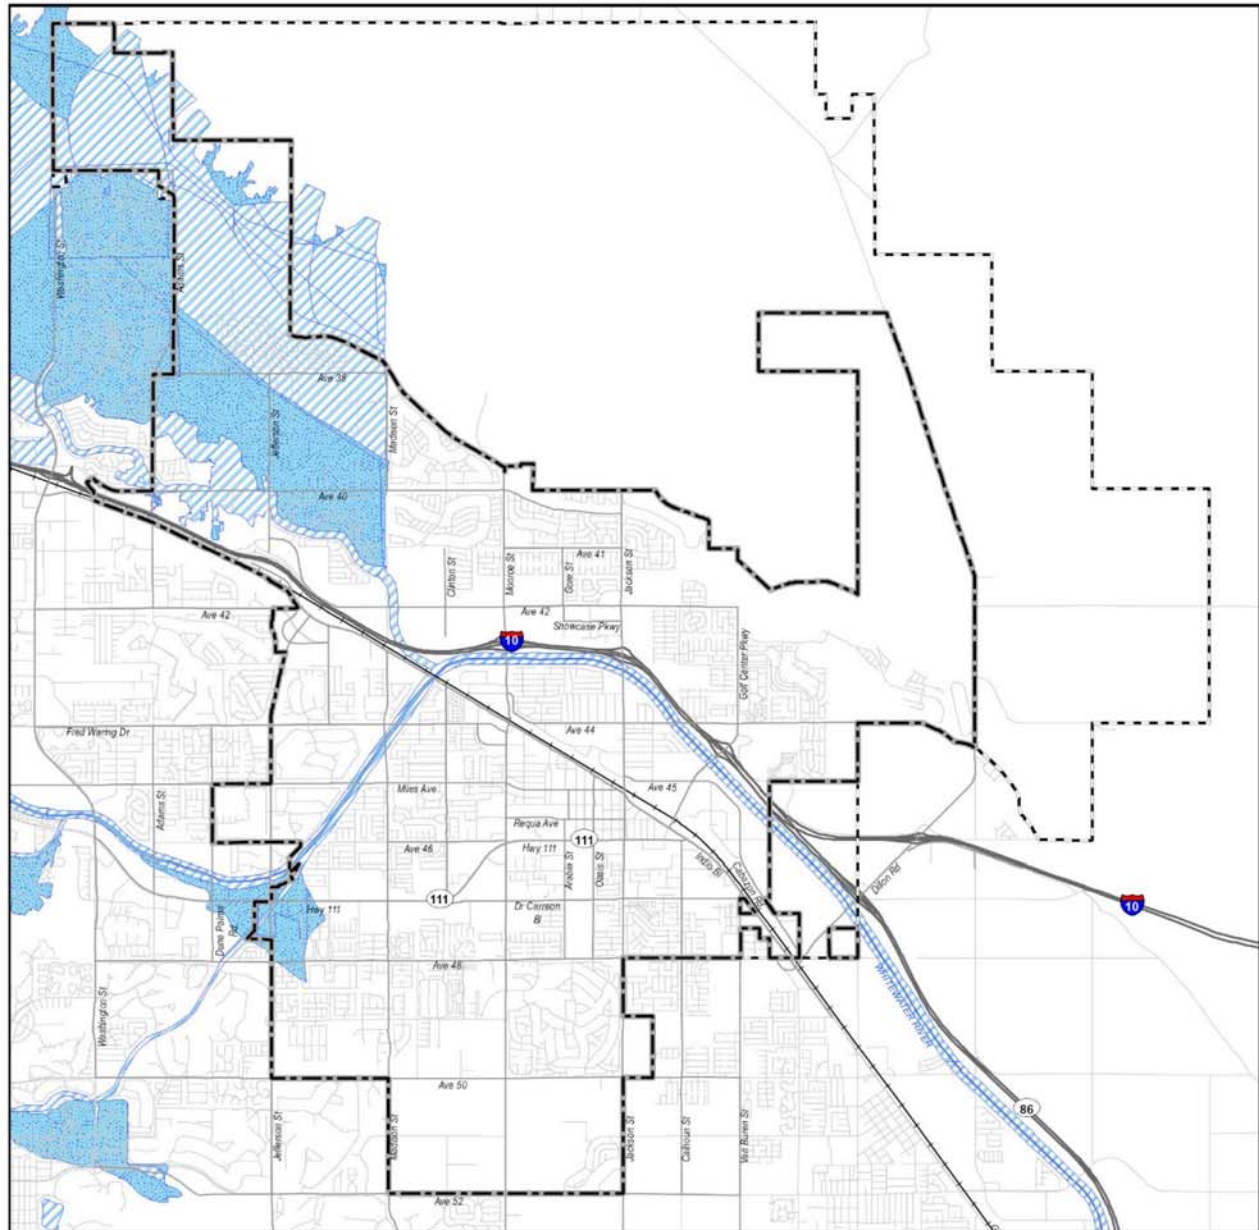 Washington St
Adams St
Ave 38
Jefferson St
Madison St
Ave 40
Clinton St
Monroe St
Gore St
Ave 41
Jackson St
Ave 42
Ave 42
Showcase Pkwy
10
Golf Center Pkwy
Fred Waring Dr
Ave 44
Adams St
Miles Ave
Ave 45
Requa Ave
111
Ave 46
Hwy 111
Arabia St
Oasis St
Indio Bl
Cabazon Rd
Dillon Rd
111
Hwy 111
Dr Carreon
Bl
10
Dune Palms
Rd
Ave 48
WHITEWATER RIVER
Washington St
Ave 50
86
Jefferson St
Madison St
Jackson St
Calhoun St
Van Buren St
Ave 52